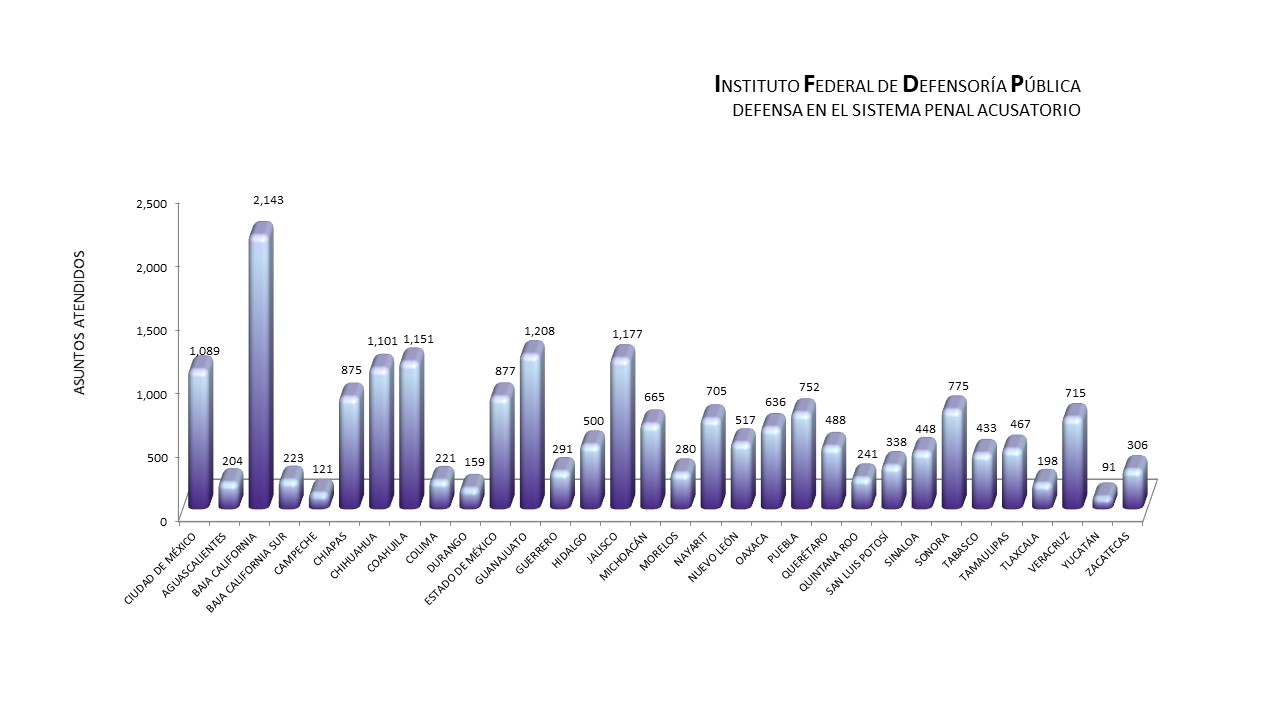 INSTITUTO FEDERAL DE DEFENSORÍA PÚBLICA
DEFENSA EN EL SISTEMA PENAL ACUSATORIO
ASUNTOS ATENDIDOS
2,500
2,000
1,500
1,000
500
0
1,089
204
2,143
223
121
875
1,101
1,151
221
159
877
1,208
291
500
1,177
665
280
705
517
636
752
488
241
338
448
775
433
467
198
715
91
306
CIUDAD DE MÉXICO
AGUASCALIENTES
BAJA CALIFORNIA
BAJA CALIFORNIA SUR
CAMPECHE
CHIAPAS
CHIHUAHUA
COAHUILA
COLIMA
DURANGO
ESTADO DE MÉXICO
GUANAJUATO
GUERRERO
HIDALGO
JALISCO
MICHOACÁN
MORELOS
NAYARIT
NUEVO LEÓN
OAXACA
PUEBLA
QUERÉTARO
QUINTANA ROO
SAN LUIS POTOSÍ
SINALOA
SONORA
TABASCO
TAMAULIPAS
TLAXCALA
VERACRUZ
YUCATÁN
ZACATECAS